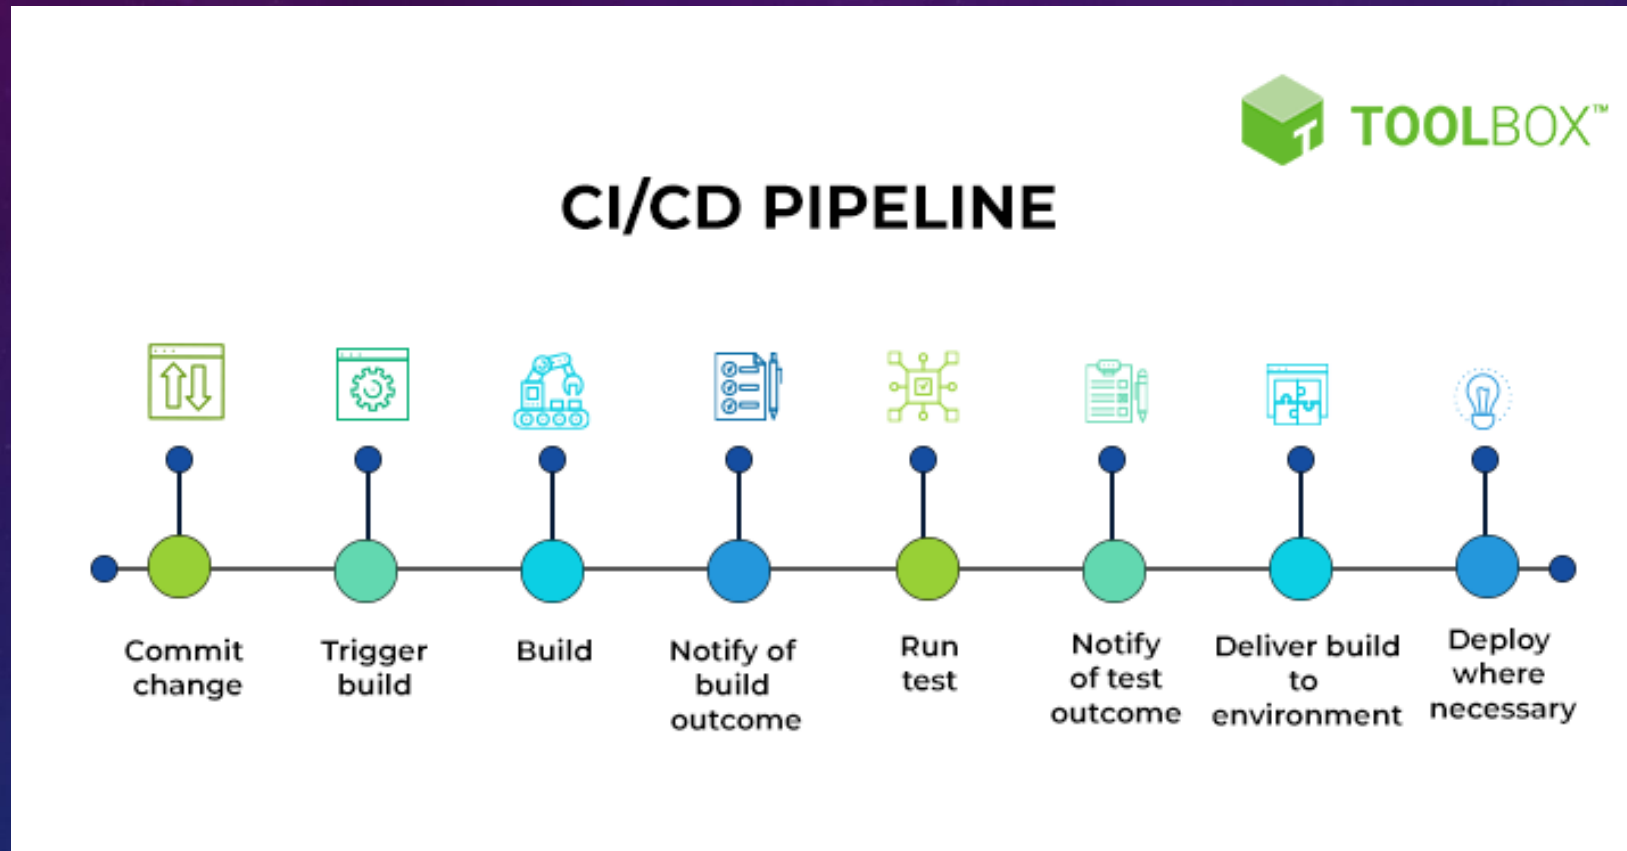 TOOLBOX™
CI/CD PIPELINE
Commit
change
Trigger
build
Build
Notify of
build
outcome
Run
test
Notify
of test
outcome
Deliver build
to
environment
Deploy
where
necessary